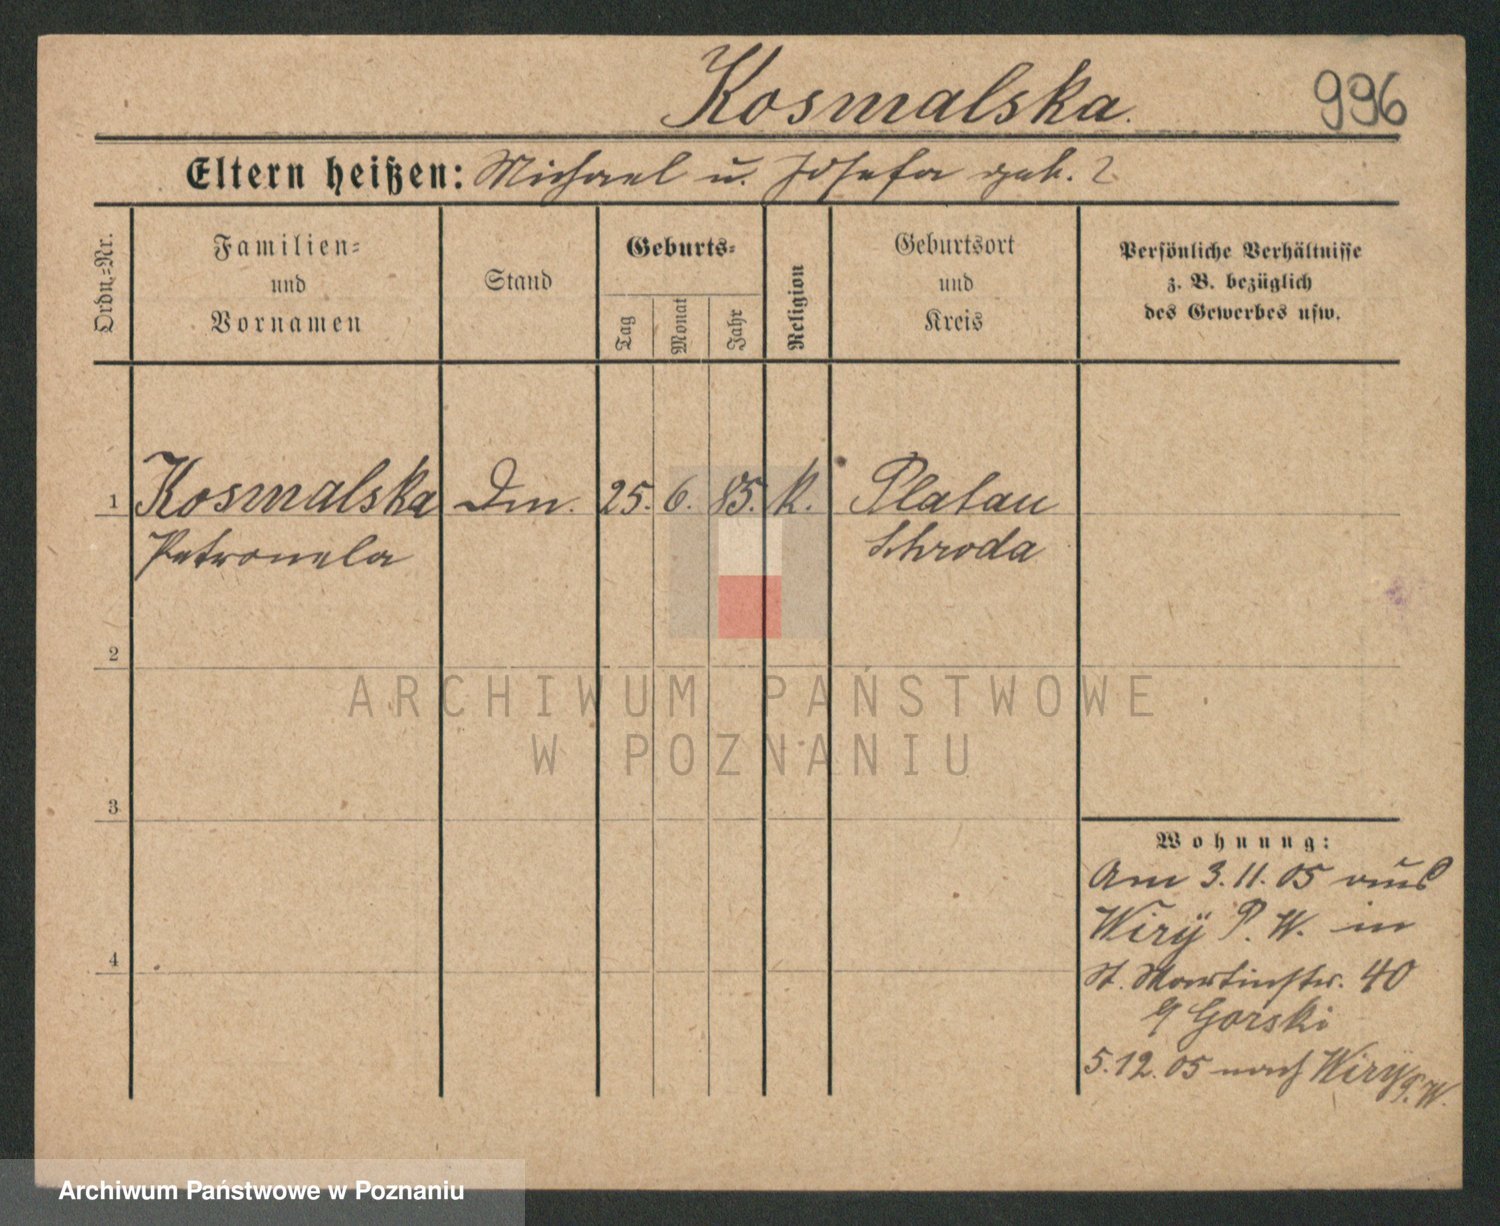 Kosmalska. 996
Eltern heißen: Michael u. Josefa geb. ?
Ordn.=Nr.
Familien=
und
Vornamen
Stand
Geburts=
Tag
Monat
Jahr
Religion
Geburtsort
und
Kreis
Persönliche Verhältnisse
z. B. bezüglich
des Gewerbes usw.
1 Kosmalska Dm. 25. 6. 85. k. Platau
Petronela Schroda
2
ARCHIWUM PAŃSTWOWE
W POZNANIU
3
Wohnung:
Am 3.11.05 aus
Wiry P. W. in
4
St. Martinstr. 40
Gorski
5.12.05 nach Wiry P. W.
Archiwum Państwowe w Poznaniu